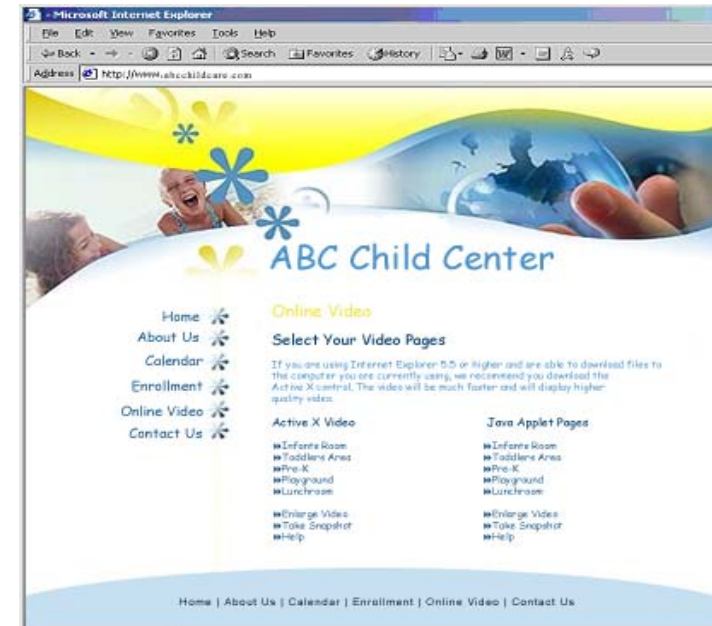 - Microsoft Internet Explorer
File Edit View Favorites Tools Help
Back Search Favorites History
Address http://www.abcchildcare.com
ABC Child Center
Home
About Us
Calendar
Enrollment
Online Video
Contact Us
Online Video
Select Your Video Pages
If you are using Internet Explorer 5.5 or higher and are able to download files to
the computer you are currently using, we recommend you download the
Active X control. The video will be much faster and will display higher
quality video.
Active X Video
Infants Room
Toddlers Area
Pre-K
Playground
Lunchroom
Enlarge Video
Take Snapshot
Help
Java Applet Pages
Infants Room
Toddlers Area
Pre-K
Playground
Lunchroom
Enlarge Video
Take Snapshot
Help
Home | About Us | Calendar | Enrollment | Online Video | Contact Us